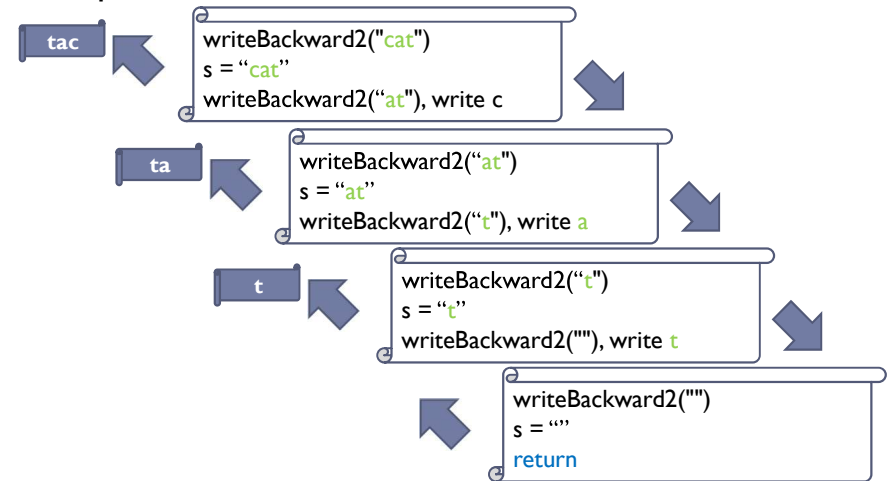 tac
writeBackward2("cat")
s = “cat”
writeBackward2(“at"), write c
ta
writeBackward2(“at")
s = “at”
writeBackward2(“t"), write a
t
writeBackward2(“t")
s = “t”
writeBackward2(""), write t
writeBackward2("")
s = “”
return